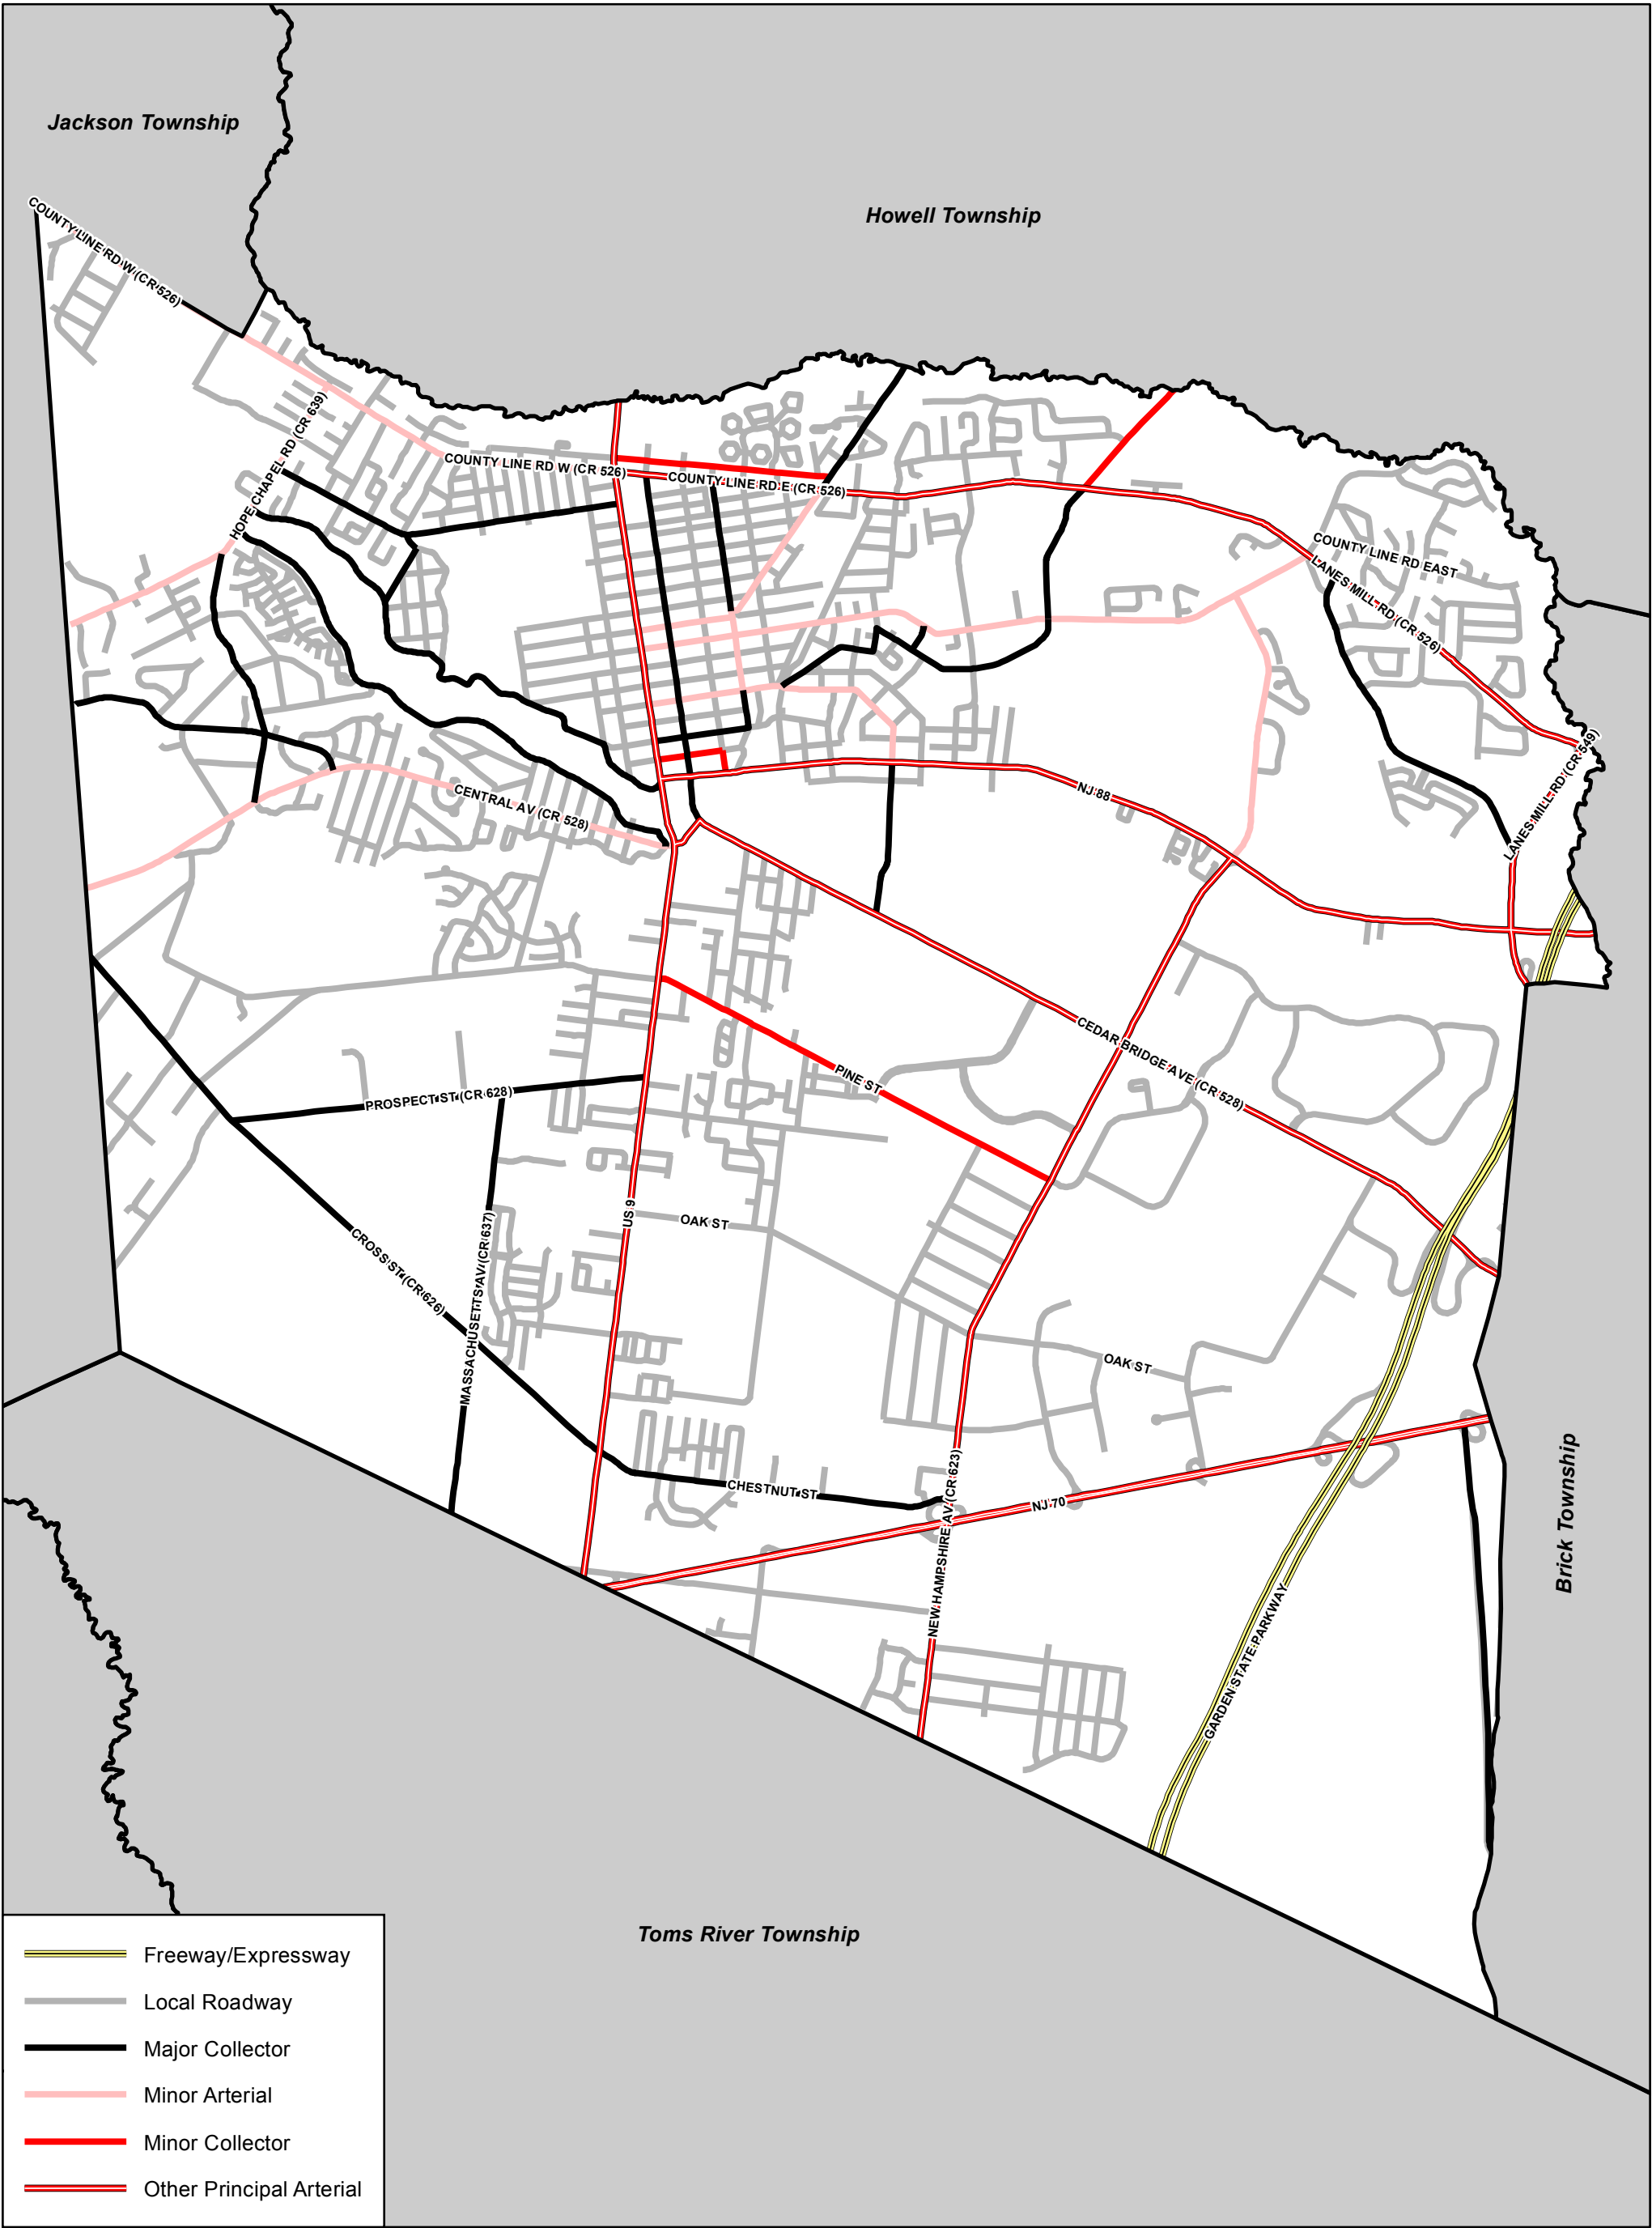 Jackson Township
Howell Township
COUNTY LINE RD W (CR 526)
HOPE CHAPEL RD (CR 639)
COUNTY LINE RD W (CR 526)
COUNTY LINE RD E (CR 526)
COUNTY LINE RD EAST
LANES MILL RD (CR 526)
LANES MILL RD (CR 549)
CENTRAL AV (CR 528)
NJ 88
CEDAR BRIDGE AVE (CR 528)
PINE ST
PROSPECT ST (CR 628)
US 9
OAK ST
CROSS ST (CR 626)
MASSACHUSETTS AV (CR 637)
OAK ST
CHESTNUT ST
NEW HAMPSHIRE AV (CR 623)
NJ 70
Brick Township
GARDEN STATE PARKWAY
Toms River Township
Freeway/Expressway
Local Roadway
Major Collector
Minor Arterial
Minor Collector
Other Principal Arterial